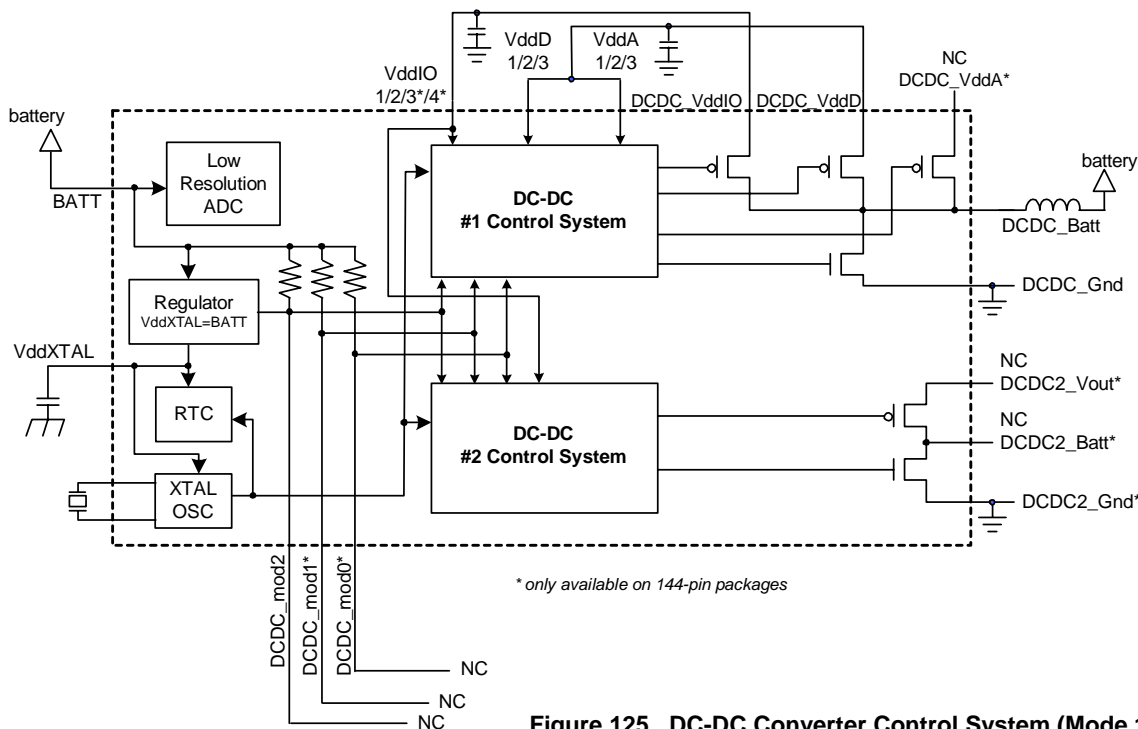 VddD
1/2/3
VddA
1/2/3
VddIO
1/2/3*/4*
DCDC_VddIO
DCDC_VddD
NC
DCDC_VddA*
battery
BATT
Low
Resolution
ADC
DC-DC
#1 Control System
battery
DCDC_Batt
DCDC_Gnd
Regulator
VddXTAL=BATT
VddXTAL
RTC
XTAL
OSC
DC-DC
#2 Control System
NC
DCDC2_Vout*
NC
DCDC2_Batt*
DCDC2_Gnd*
* only available on 144-pin packages
DCDC_mod2
DCDC_mod1*
DCDC_mod0*
NC
NC
NC
Figure 125. DC-DC Converter Control System (Mode